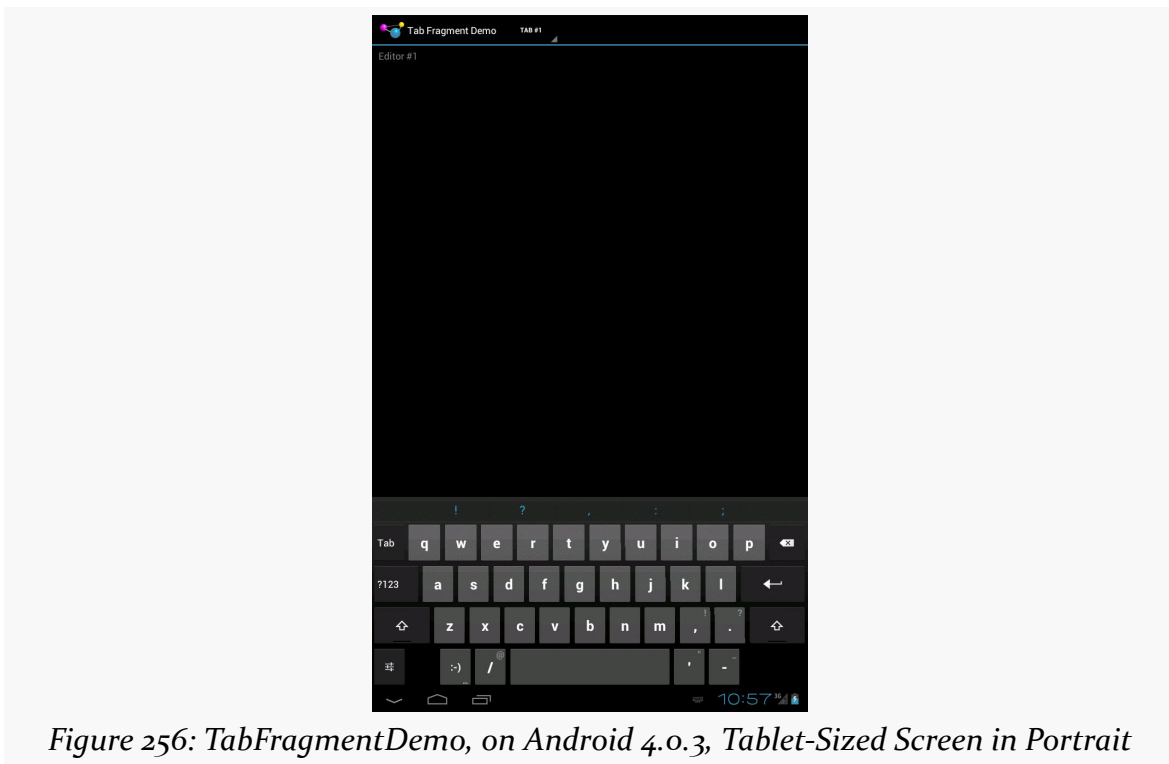 Tab Fragment Demo TAB #1
Editor #1
! ? , : ;
Tab q w e r t y u i o p
?123 a s d f g h j k l
z x c v b n m , ! . ?
:-) / @ ' " - _
10:57 3G
Figure 256: TabFragmentDemo, on Android 4.0.3, Tablet-Sized Screen in Portrait